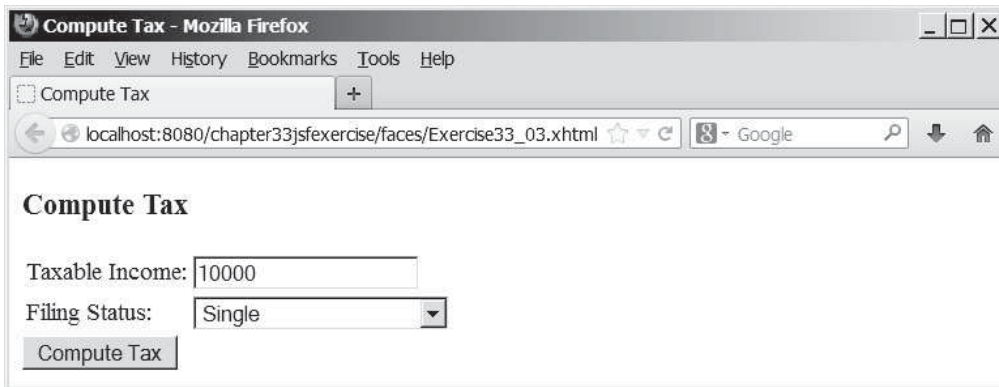 Compute Tax - Mozilla Firefox
File Edit View History Bookmarks Tools Help
Compute Tax +
localhost:8080/chapter33jsfexercise/faces/Exercise33_03.xhtml 8 - Google
Compute Tax
Taxable Income: 10000
Filing Status: Single
Compute Tax